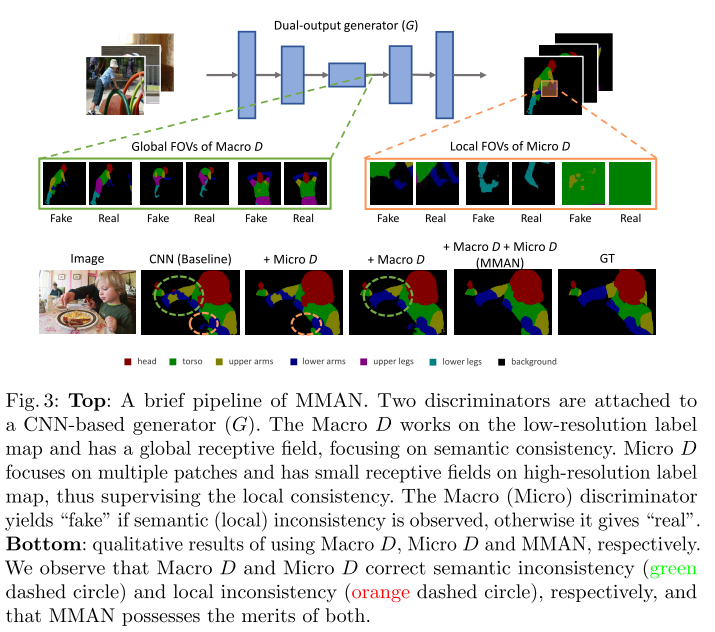 Dual-output generator (G)
Global FOVs of Macro D
Local FOVs of Micro D
Fake Real Fake Real Fake Real
Fake Real Fake Real Fake Real
Image
CNN (Baseline)
+ Micro D
+ Macro D
+ Macro D + Micro D
(MMAN)
GT
head torso upper arms lower arms upper legs lower legs background
Fig. 3: Top: A brief pipeline of MMAN. Two discriminators are attached to
a CNN-based generator (G). The Macro D works on the low-resolution label
map and has a global receptive field, focusing on semantic consistency. Micro D
focuses on multiple patches and has small receptive fields on high-resolution label
map, thus supervising the local consistency. The Macro (Micro) discriminator
yields “fake” if semantic (local) inconsistency is observed, otherwise it gives “real”.
Bottom: qualitative results of using Macro D, Micro D and MMAN, respectively.
We observe that Macro D and Micro D correct semantic inconsistency (green
dashed circle) and local inconsistency (orange dashed circle), respectively, and
that MMAN possesses the merits of both.